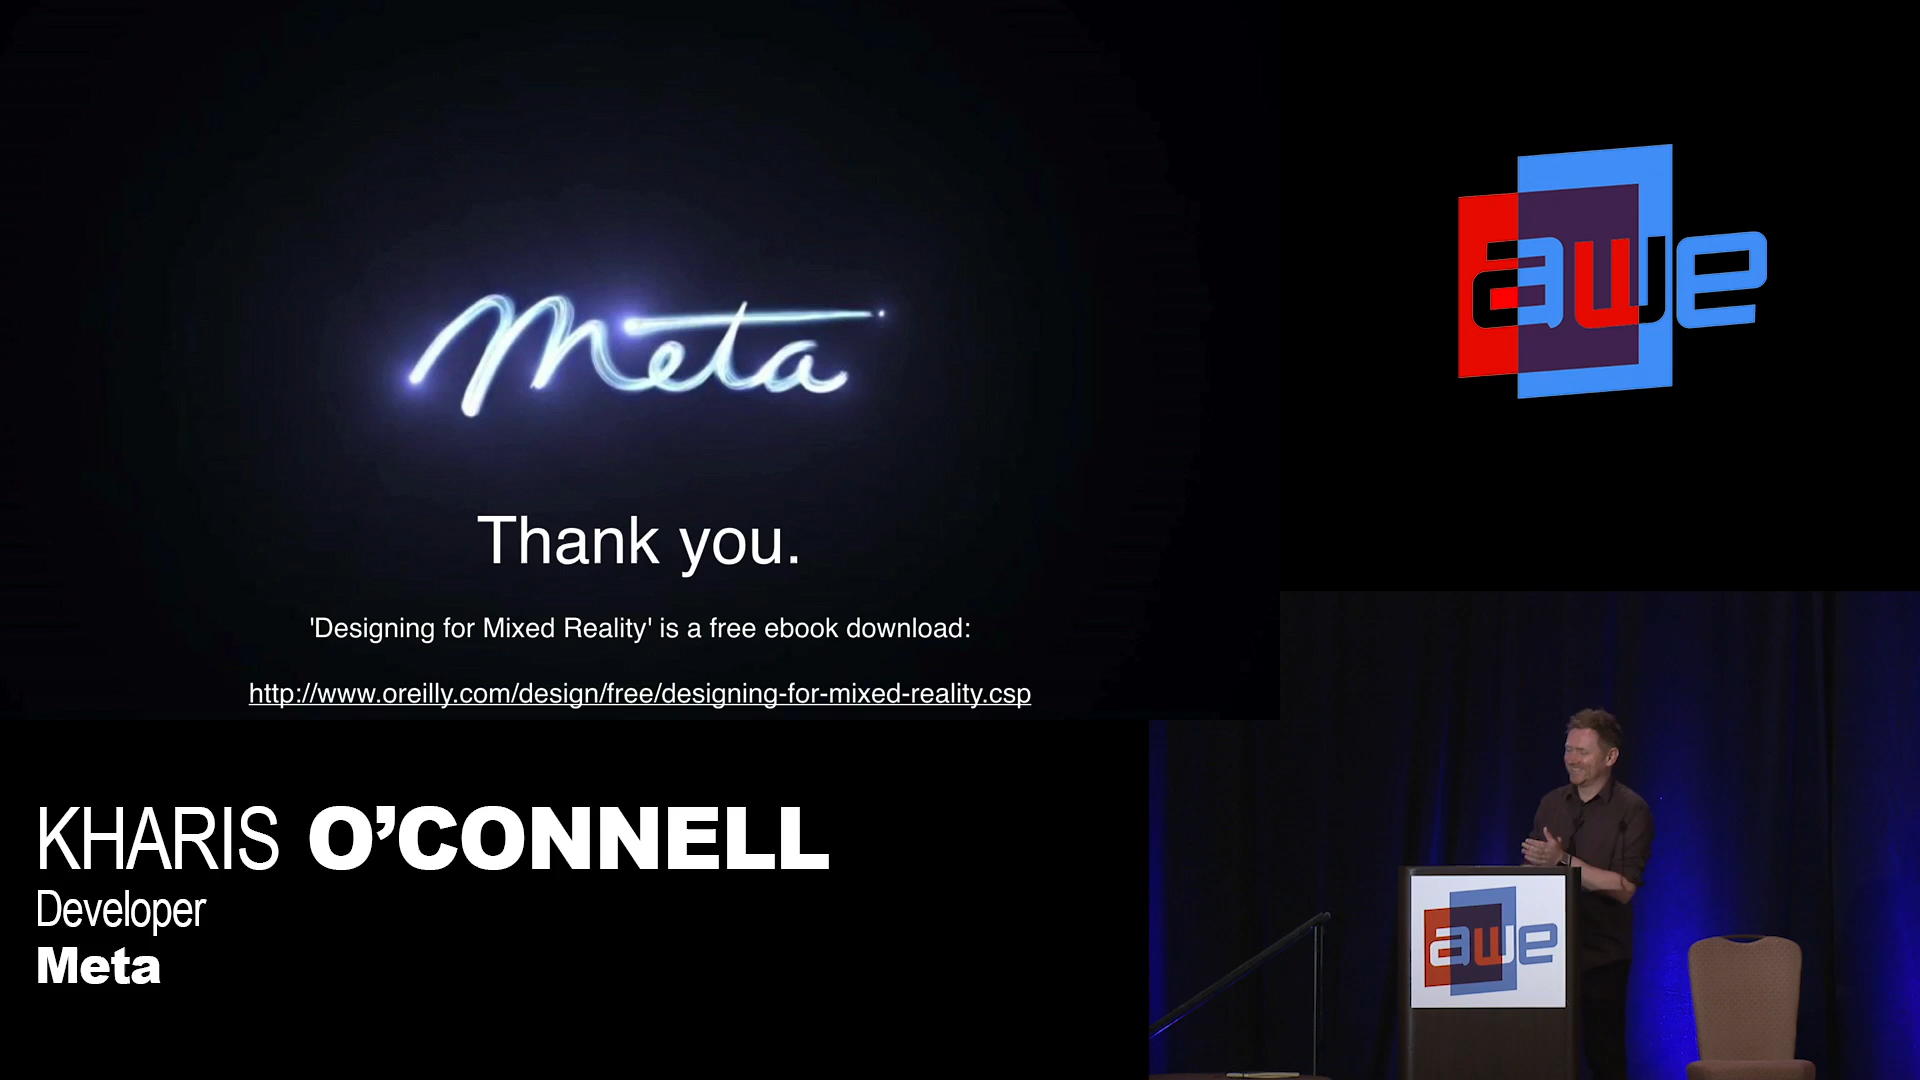 Meta
Thank you.
'Designing for Mixed Reality' is a free ebook download:
http://www.oreilly.com/design/free/designing-for-mixed-reality.csp
awe
KHARIS O'CONNELL
Developer
Meta
awe